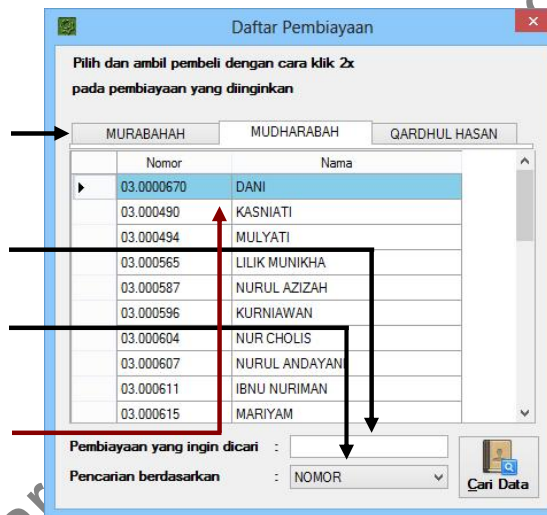 Daftar Pembiayaan
Pilih dan ambil pembeli dengan cara klik 2x
pada pembiayaan yang diinginkan
MURABAHAH MUDHARABAH QARDHUL HASAN
Nomor Nama
03.0000670 DANI
03.000490 KASNIATI
03.000494 MULYATI
03.000565 LILIK MUNIKHA
03.000587 NURUL AZIZAH
03.000596 KURNIAWAN
03.000604 NUR CHOLIS
03.000607 NURUL ANDAYANI
03.000611 IBNU NURIMAN
03.000615 MARIYAM
Pembiayaan yang ingin dicari :
Pencarian berdasarkan : NOMOR
Cari Data